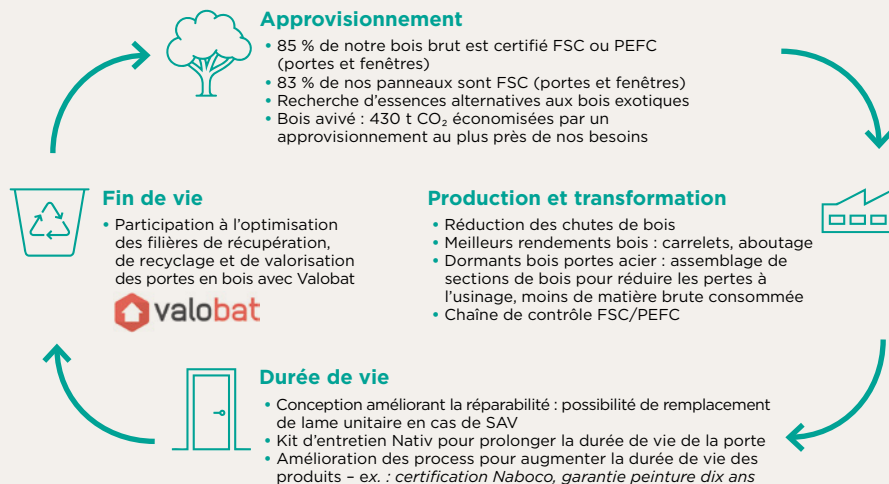 Approvisionnement
• 85 % de notre bois brut est certifié FSC ou PEFC
(portes et fenêtres)
• 83 % de nos panneaux sont FSC (portes et fenêtres)
• Recherche d’essences alternatives aux bois exotiques
• Bois avivé : 430 t CO₂ économisées par un
approvisionnement au plus près de nos besoins
Production et transformation
• Réduction des chutes de bois
• Meilleurs rendements bois : carrelets, aboutage
• Dormants bois portes acier : assemblage de
sections de bois pour réduire les pertes à
l’usinage, moins de matière brute consommée
• Chaîne de contrôle FSC/PEFC
Durée de vie
• Conception améliorant la réparabilité : possibilité de remplacement
de lame unitaire en cas de SAV
• Kit d’entretien Nativ pour prolonger la durée de vie de la porte
• Amélioration des process pour augmenter la durée de vie des
produits – ex. : certification Naboco, garantie peinture dix ans
Fin de vie
• Participation à l’optimisation
des filières de récupération,
de recyclage et de valorisation
des portes en bois avec Valobat
valobat